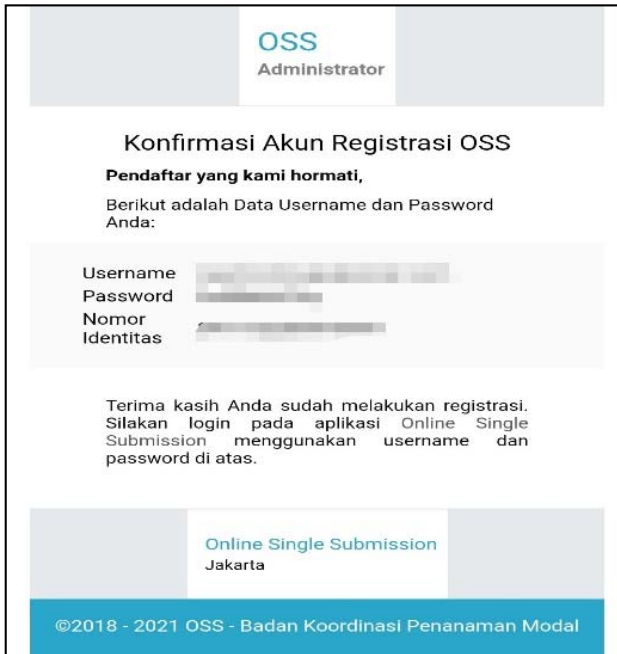 OSS
Administrator
Konfirmasi Akun Registrasi OSS
Pendaftar yang kami hormati,
Berikut adalah Data Username dan Password
Anda:
Username
Password
Nomor
Identitas
Terima kasih Anda sudah melakukan registrasi.
Silakan login pada aplikasi Online Single
Submission menggunakan username dan
password di atas.
Online Single Submission
Jakarta
©2018 - 2021 OSS - Badan Koordinasi Penanaman Modal